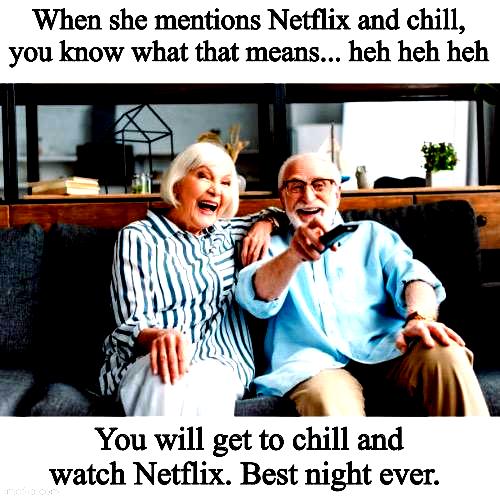 When she mentions Netflix and chill,
you know what that means... heh heh heh
You will get to chill and
watch Netflix. Best night ever.